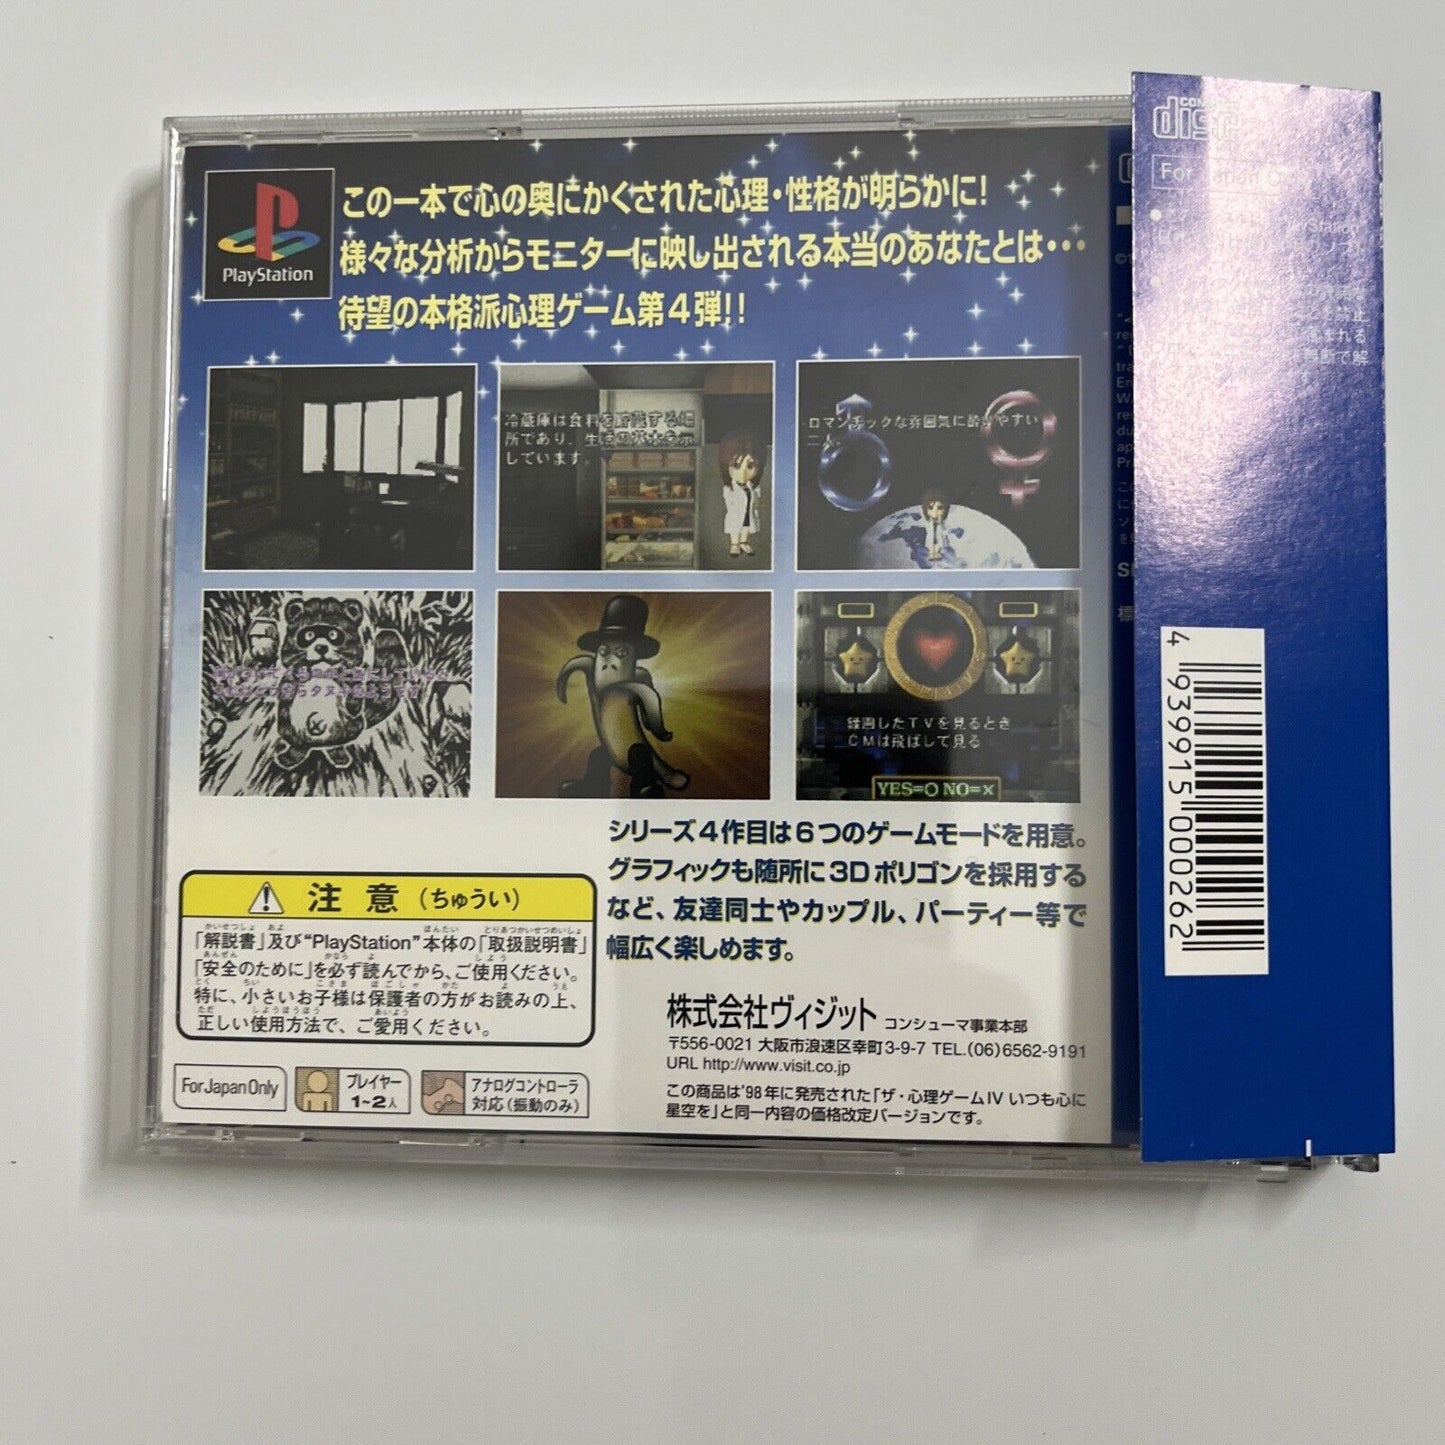 PlayStation
この一本で心の奥にかくされた心理・性格が明らかに!
様々な分析からモニターに映し出される本当のあなたとは…
待望の本格派心理ゲーム第4弾!!
冷蔵庫は食料を貯蔵する場
所であり、
しています。
ロマンチックな雰囲気に酔いやすい
二人。
録画したTVを見るとき
CMは飛ばして見る
YES=O NO=×
シリーズ4作目は6つのゲームモードを用意。
グラフィックも随所に3Dポリゴンを採用する
など、友達同士やカップル、パーティー等で
幅広く楽しめます。
注意(ちゅうい)
「解説書」及び"PlayStation"本体の「取扱説明書」
「安全のために」を必ず読んでから、ご使用ください。
特に、小さいお子様は保護者の方がお読みの上、
正しい使用方法で、ご愛用ください。
株式会社ヴィジット コンシューマ事業本部
〒556-0021 大阪市浪速区幸町3-9-7 TEL.(06)6562-9191
URL http://www.visit.co.jp
この商品は'98年に発売された「ザ・心理ゲームIV いつも心に
星空を」と同一内容の価格改定バージョンです。
For Japan Only
プレイヤー
1~2人
アナログコントローラ
対応(振動のみ)
COMPACT
disc
For Japan
4 939915 000262